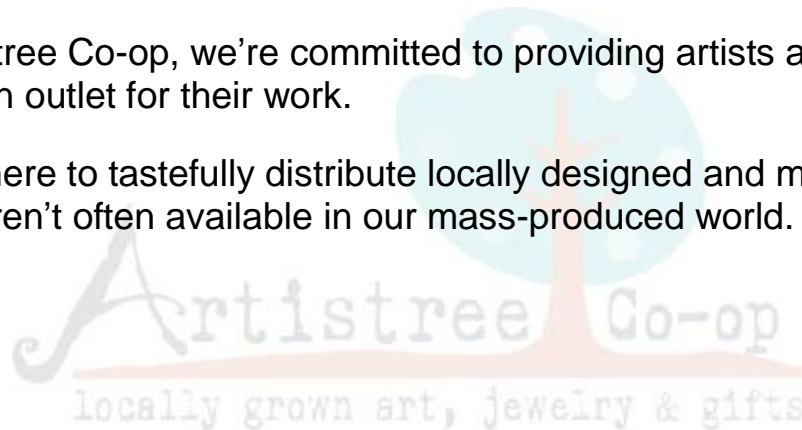 tree Co-op, we’re committed to providing artists a
n outlet for their work.
here to tastefully distribute locally designed and m
ren’t often available in our mass-produced world.
Artistree Co-op
locally grown art, jewelry & gifts